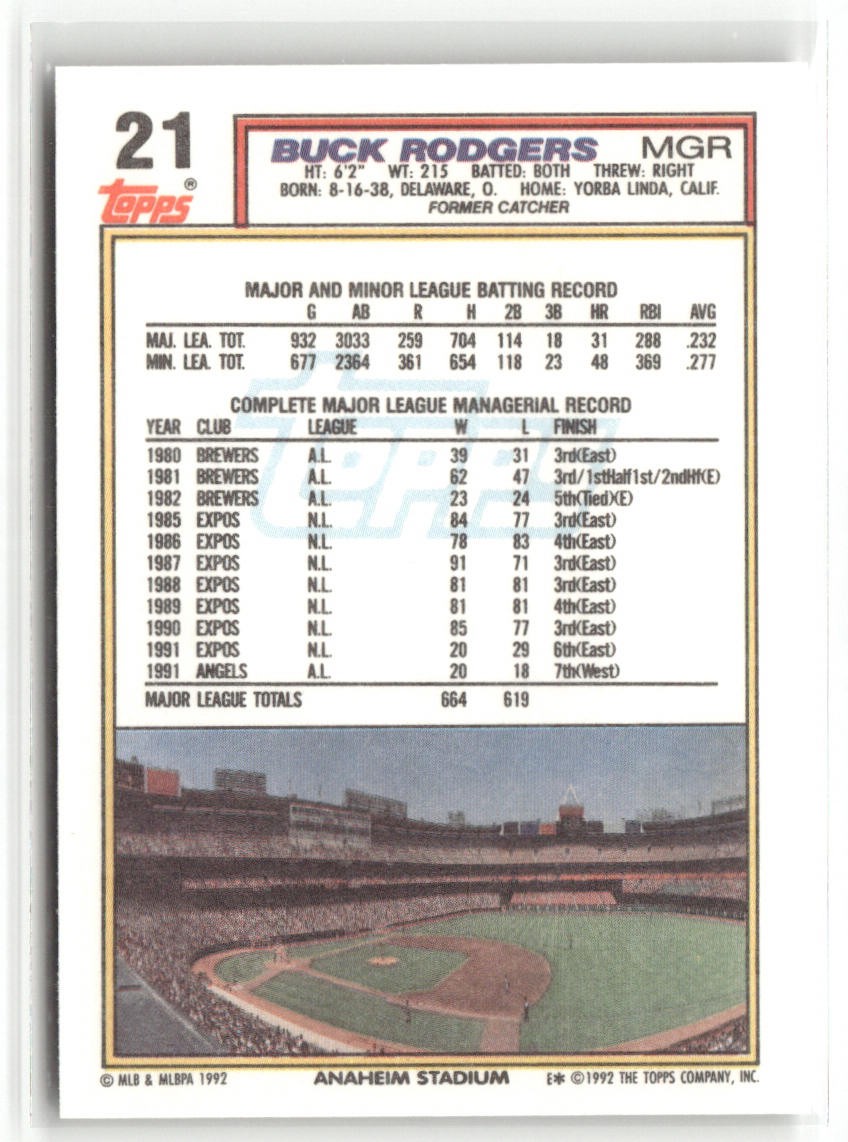 21
Topps®
BUCK RODGERS MGR
HT: 6'2" WT: 215 BATTED: BOTH THREW: RIGHT
BORN: 8-16-38, DELAWARE, O. HOME: YORBA LINDA, CALIF.
FORMER CATCHER
MAJOR AND MINOR LEAGUE BATTING RECORD
G AB R H 2B 3B HR RBI AVG
MAJ. LEA. TOT. 932 3033 259 704 114 18 31 288 .232
MIN. LEA. TOT. 677 2364 361 654 118 23 48 369 .277
Topps
COMPLETE MAJOR LEAGUE MANAGERIAL RECORD
YEAR CLUB LEAGUE W L FINISH
1980 BREWERS A.L. 39 31 3rd(East)
1981 BREWERS A.L. 62 47 3rd/1stHalf1st/2ndHf(E)
1982 BREWERS A.L. 23 24 5th(Tied)(E)
1985 EXPOS N.L. 84 77 3rd(East)
1986 EXPOS N.L. 78 83 4th(East)
1987 EXPOS N.L. 91 71 3rd(East)
1988 EXPOS N.L. 81 81 3rd(East)
1989 EXPOS N.L. 81 81 4th(East)
1990 EXPOS N.L. 85 77 3rd(East)
1991 EXPOS N.L. 20 29 6th(East)
1991 ANGELS A.L. 20 18 7th(West)
MAJOR LEAGUE TOTALS 664 619
© MLB & MLBPA 1992 ANAHEIM STADIUM E* ©1992 THE TOPPS COMPANY, INC.